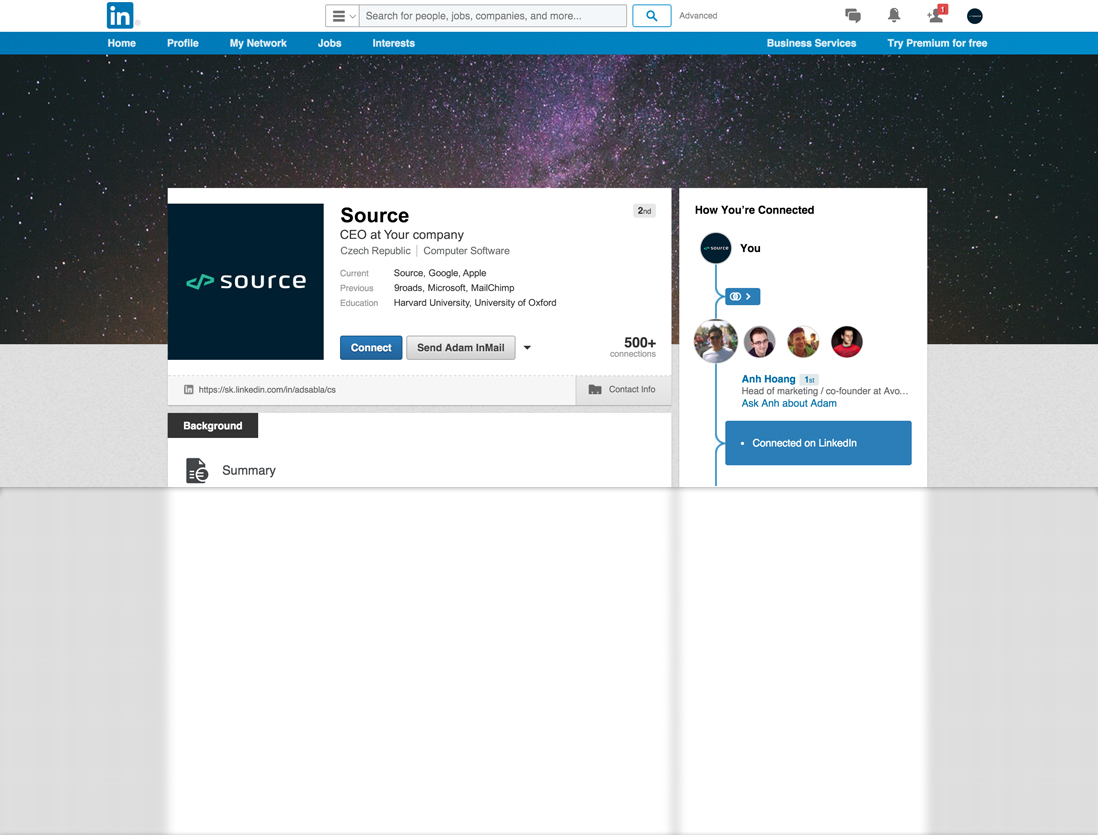 in
Search for people, jobs, companies, and more...
Advanced
1
Home Profile My Network Jobs Interests Business Services Try Premium for free
</> source
Source
2nd
CEO at Your company
Czech Republic | Computer Software
Current Source, Google, Apple
Previous 9roads, Microsoft, MailChimp
Education Harvard University, University of Oxford
Connect Send Adam InMail
500+
connections
in https://sk.linkedin.com/in/adsabla/cs
Contact Info
Background
Summary
How You're Connected
</> source
You
Anh Hoang 1st
Head of marketing / co-founder at Avo...
Ask Anh about Adam
• Connected on LinkedIn